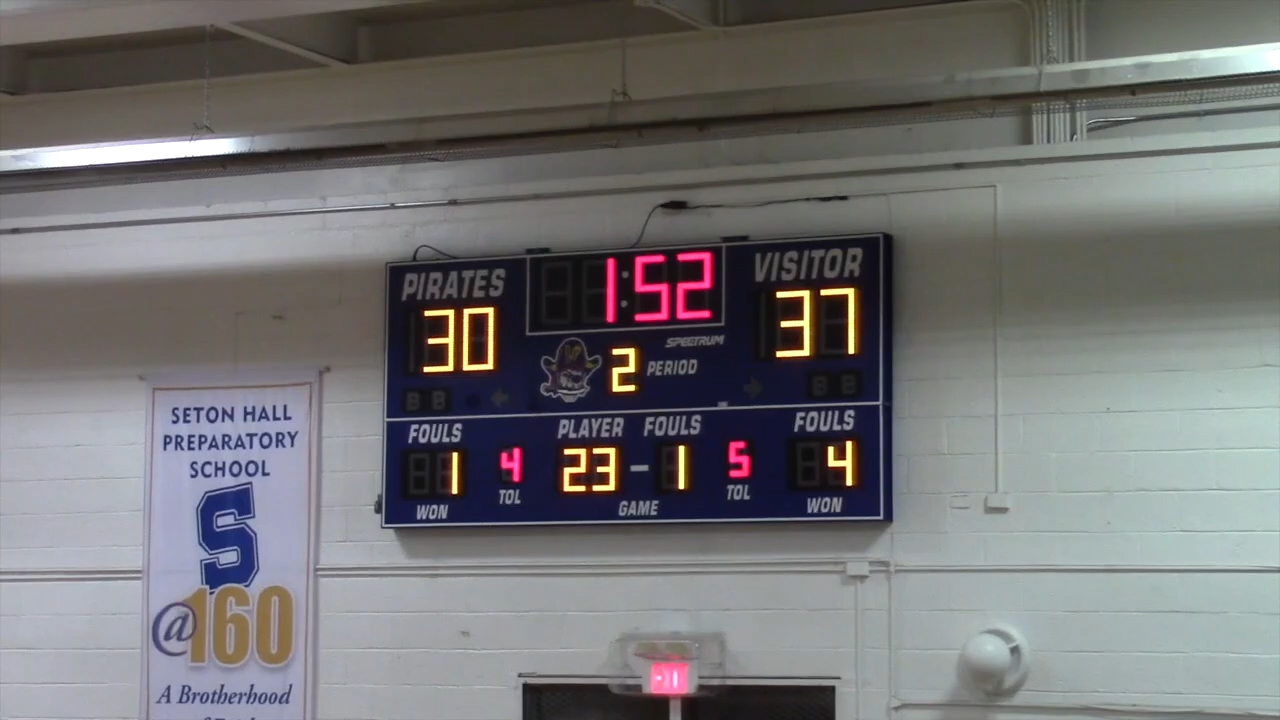 PIRATES
1:52
VISITOR
30
37
SPECTRUM
2 PERIOD
FOULS
PLAYER FOULS
FOULS
1
4
23-1
5
4
WON
TOL
GAME
TOL
WON
SETON HALL
PREPARATORY
SCHOOL
S
@160
A Brotherhood